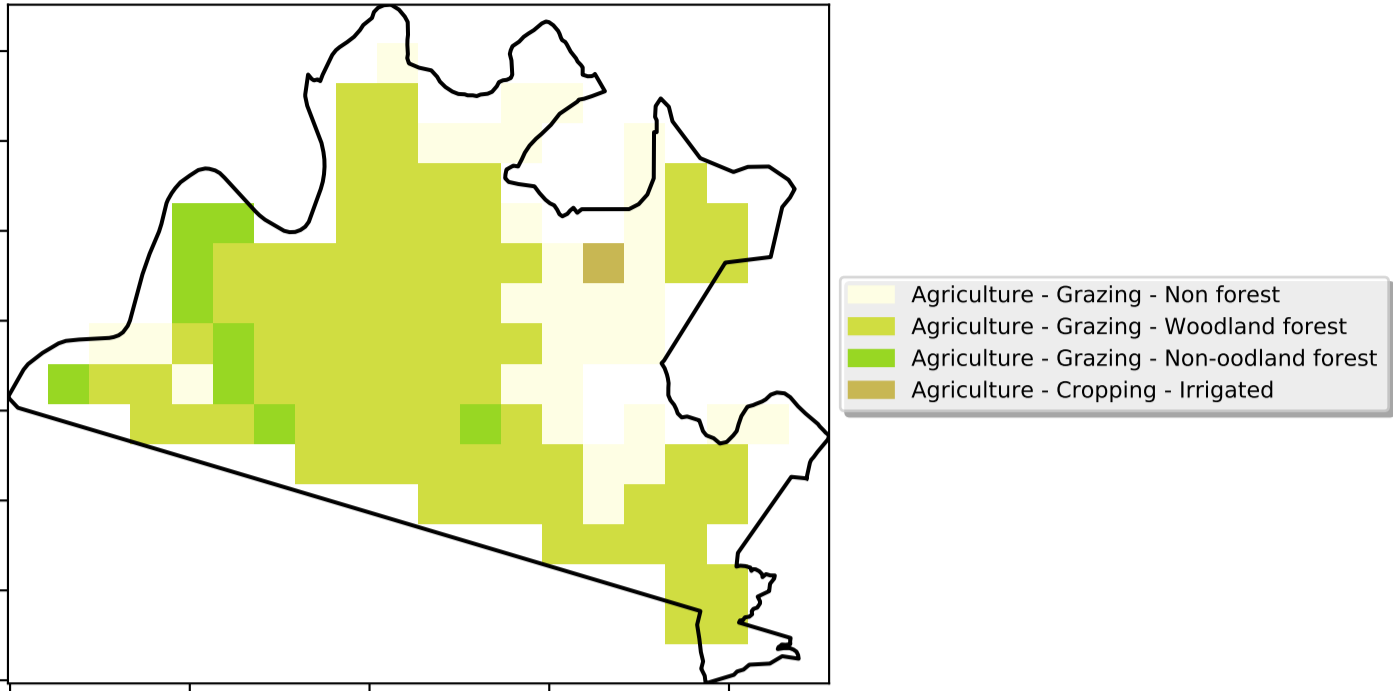 Agriculture - Grazing - Non forest
Agriculture - Grazing - Woodland forest
Agriculture - Grazing - Non-oodland forest
Agriculture - Cropping - Irrigated